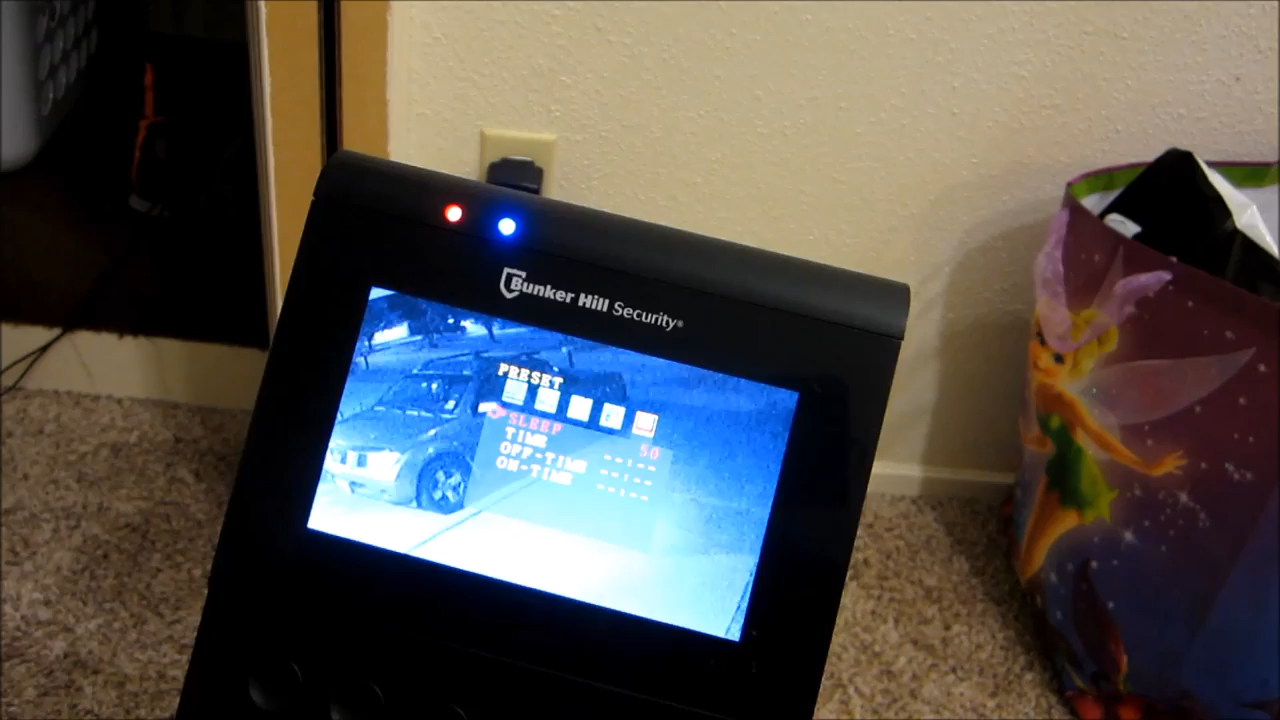 Bunker Hill Security®
PRESET
SLEEP 50
TIME --:--
OFF-TIME --:--
ON-TIME --:--